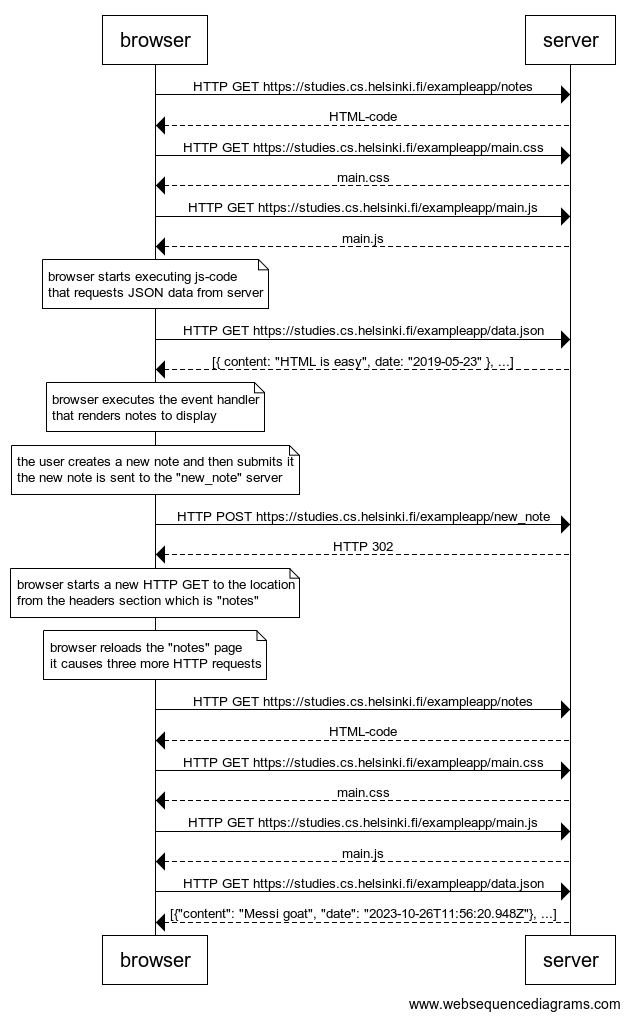 browser
server
HTTP GET https://studies.cs.helsinki.fi/exampleapp/notes
HTML-code
HTTP GET https://studies.cs.helsinki.fi/exampleapp/main.css
main.css
HTTP GET https://studies.cs.helsinki.fi/exampleapp/main.js
main.js
browser starts executing js-code
that requests JSON data from server
HTTP GET https://studies.cs.helsinki.fi/exampleapp/data.json
[{ content: "HTML is easy", date: "2019-05-23" }, ...]
browser executes the event handler
that renders notes to display
the user creates a new note and then submits it
the new note is sent to the "new_note" server
HTTP POST https://studies.cs.helsinki.fi/exampleapp/new_note
HTTP 302
browser starts a new HTTP GET to the location
from the headers section which is "notes"
browser reloads the "notes" page
it causes three more HTTP requests
HTTP GET https://studies.cs.helsinki.fi/exampleapp/notes
HTML-code
HTTP GET https://studies.cs.helsinki.fi/exampleapp/main.css
main.css
HTTP GET https://studies.cs.helsinki.fi/exampleapp/main.js
main.js
HTTP GET https://studies.cs.helsinki.fi/exampleapp/data.json
[{"content": "Messi goat", "date": "2023-10-26T11:56:20.948Z"}, ...]
browser
server
www.websequencediagrams.com